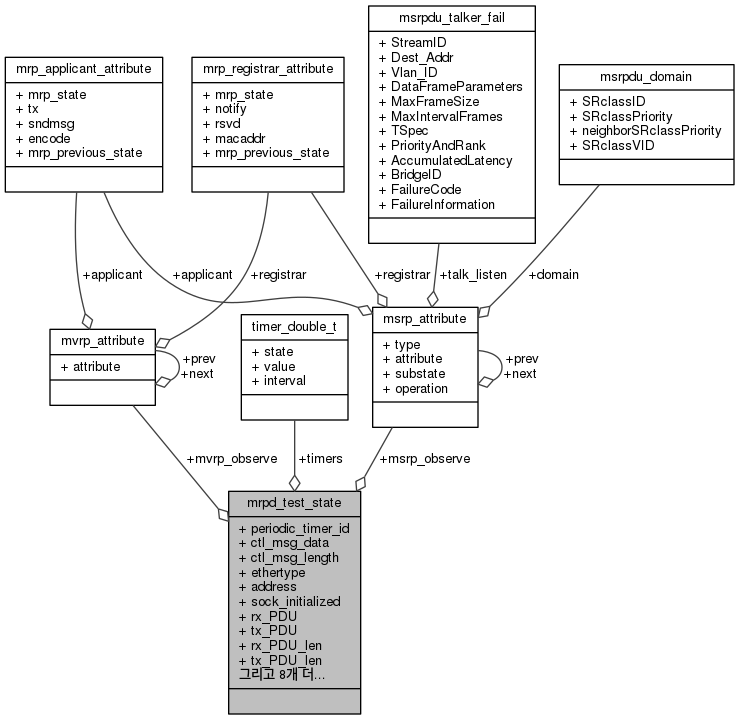 mrp_applicant_attribute
+ mrp_state
+ tx
+ sndmsg
+ encode
+ mrp_previous_state
mrp_registrar_attribute
+ mrp_state
+ notify
+ rsvd
+ macaddr
+ mrp_previous_state
msrpdu_talker_fail
+ StreamID
+ Dest_Addr
+ Vlan_ID
+ DataFrameParameters
+ MaxFrameSize
+ MaxIntervalFrames
+ TSpec
+ PriorityAndRank
+ AccumulatedLatency
+ BridgeID
+ FailureCode
+ FailureInformation
msrpdu_domain
+ SRclassID
+ SRclassPriority
+ neighborSRclassPriority
+ SRclassVID
+applicant
+applicant
+registrar
+registrar
+talk_listen
+domain
mvrp_attribute
+ attribute
+prev
+next
timer_double_t
+ state
+ value
+ interval
msrp_attribute
+ type
+ attribute
+ substate
+ operation
+prev
+next
+mvrp_observe
+timers
+msrp_observe
mrpd_test_state
+ periodic_timer_id
+ ctl_msg_data
+ ctl_msg_length
+ ethertype
+ address
+ sock_initialized
+ rx_PDU
+ tx_PDU
+ rx_PDU_len
+ tx_PDU_len
그리고 8개 더...